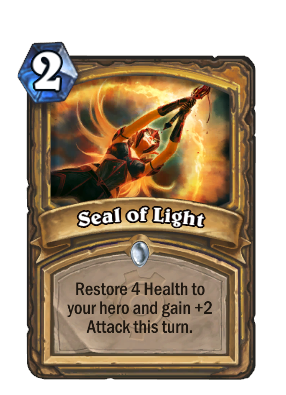 2
Seal of Light
Restore 4 Health to
your hero and gain +2
Attack this turn.